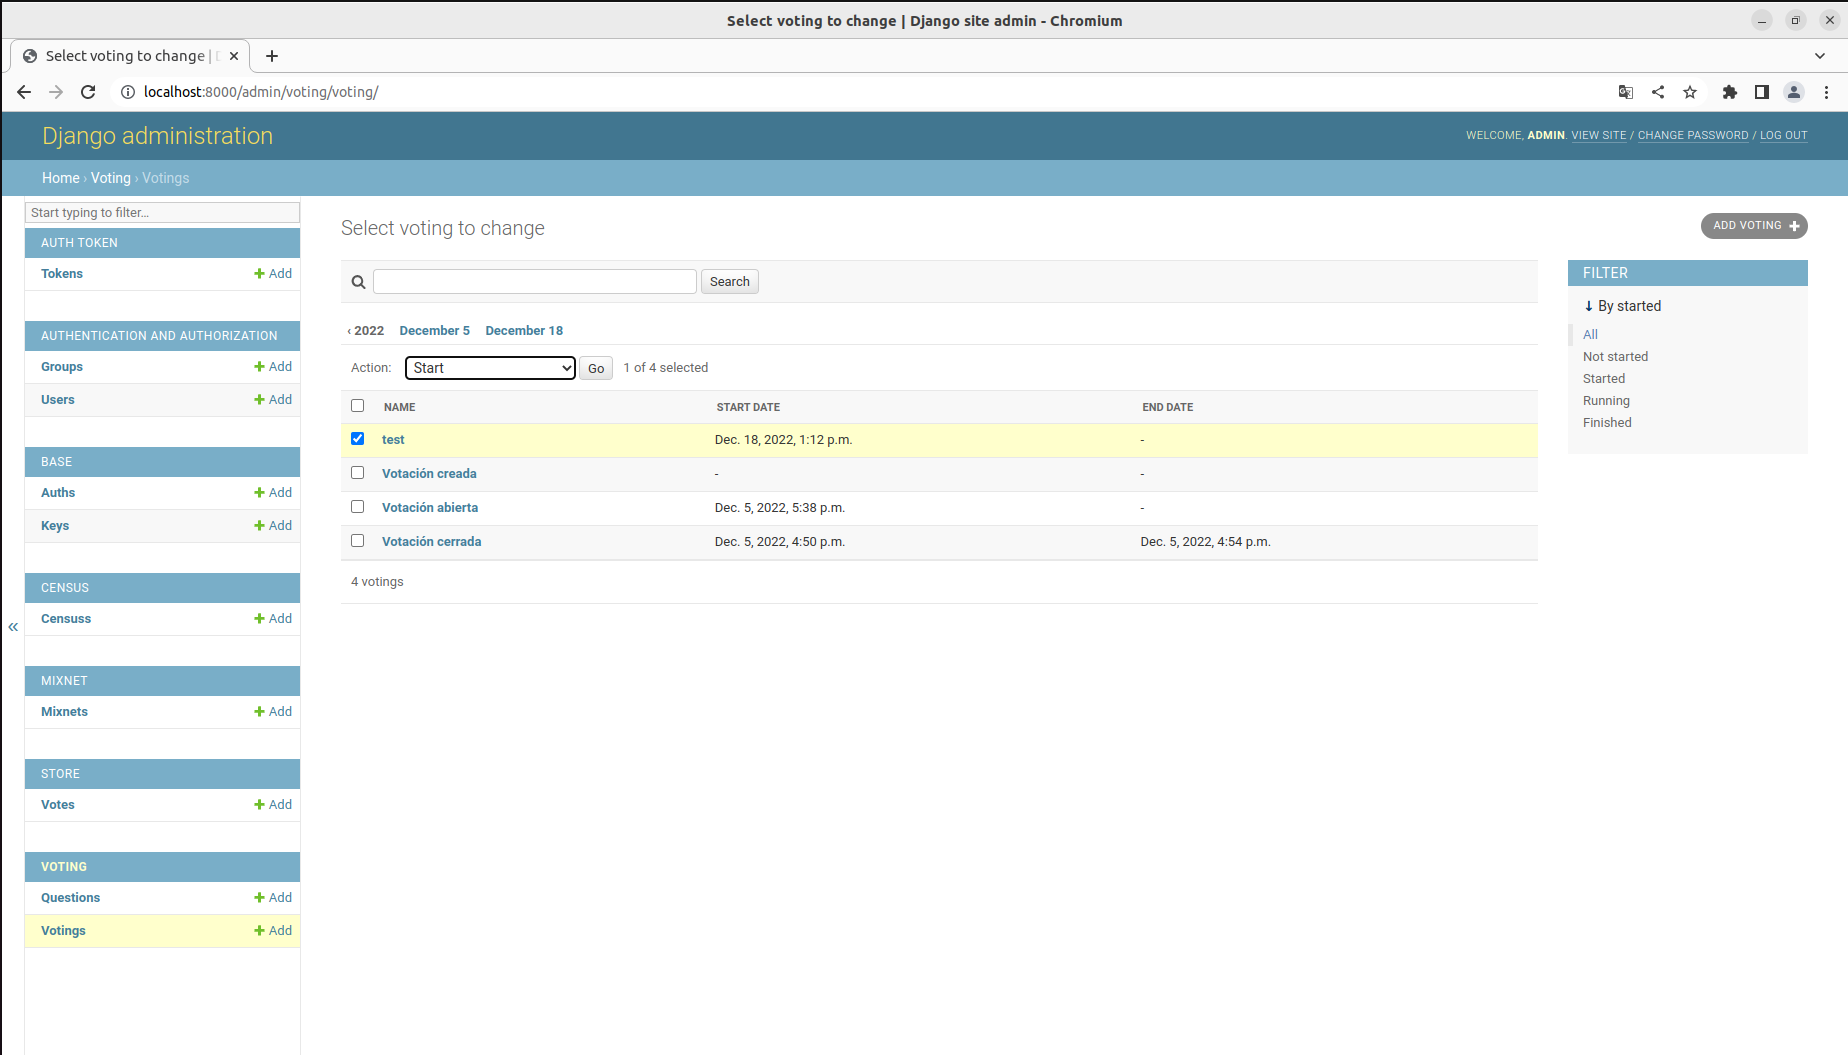 Select voting to change | Django site admin - Chromium
Select voting to change |
localhost:8000/admin/voting/voting/
Django administration
WELCOME, ADMIN. VIEW SITE / CHANGE PASSWORD / LOG OUT
Home › Voting › Votings
Start typing to filter...
AUTH TOKEN
Tokens + Add
AUTHENTICATION AND AUTHORIZATION
Groups + Add
Users + Add
BASE
Auths + Add
Keys + Add
CENSUS
Censuss + Add
«
MIXNET
Mixnets + Add
STORE
Votes + Add
VOTING
Questions + Add
Votings + Add
Select voting to change
ADD VOTING +
Search
‹ 2022 December 5 December 18
Action: Start Go 1 of 4 selected
NAME START DATE END DATE
test Dec. 18, 2022, 1:12 p.m. -
Votación creada - -
Votación abierta Dec. 5, 2022, 5:38 p.m. -
Votación cerrada Dec. 5, 2022, 4:50 p.m. Dec. 5, 2022, 4:54 p.m.
4 votings
FILTER
↓ By started
All
Not started
Started
Running
Finished